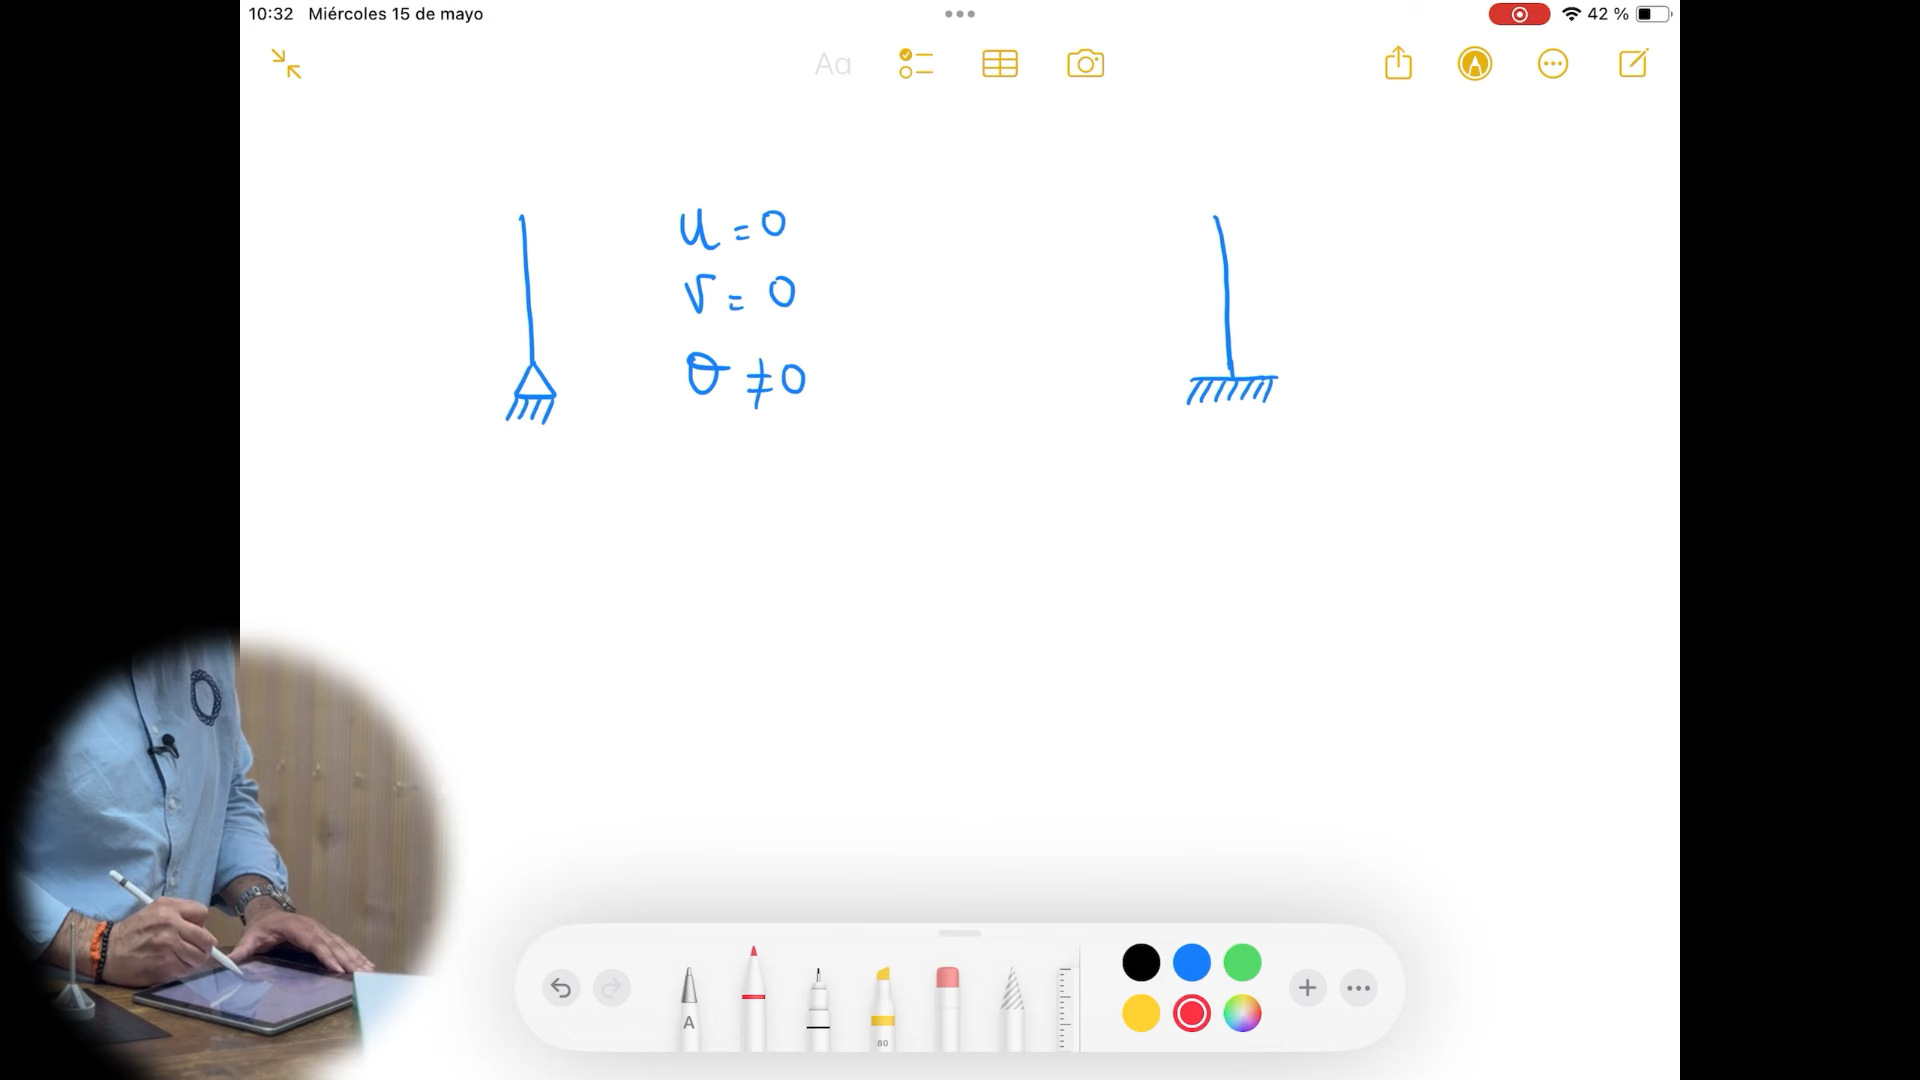 10:32 Miércoles 15 de mayo
42 %
Aa
u = 0
v = 0
θ ≠ 0
A
80